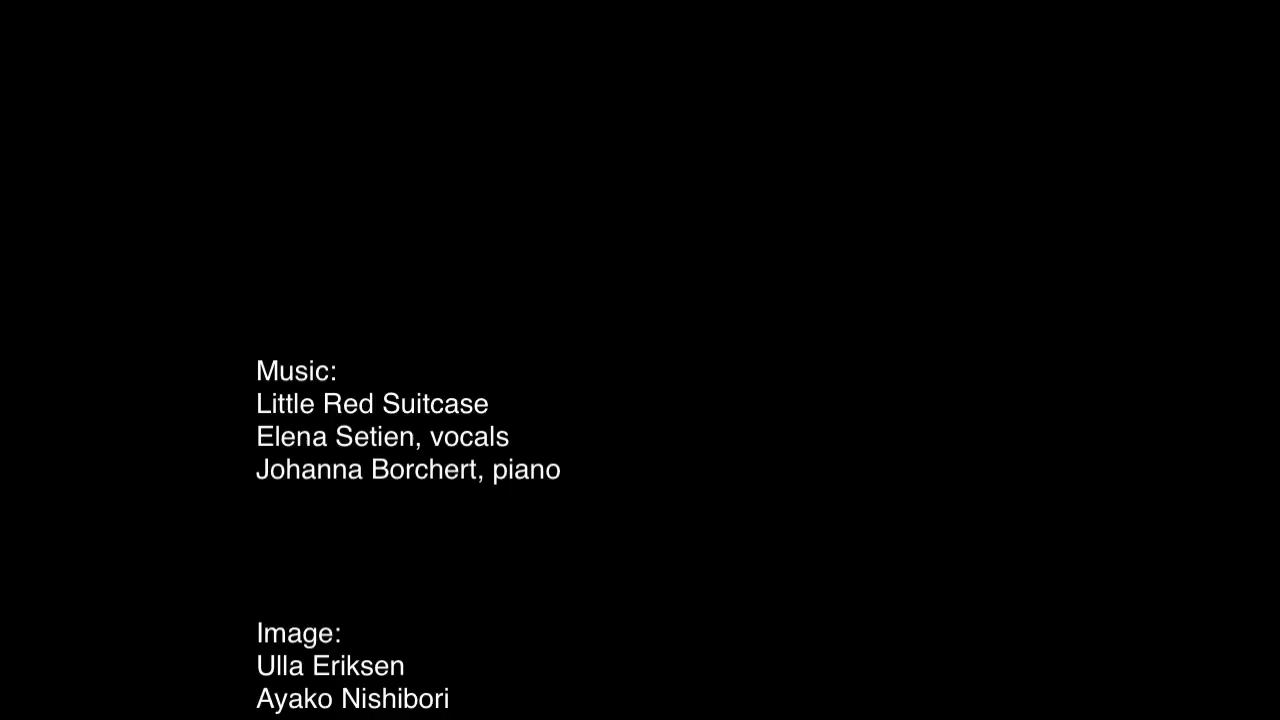 Music:
Little Red Suitcase
Elena Setien, vocals
Johanna Borchert, piano
Image:
Ulla Eriksen
Ayako Nishibori